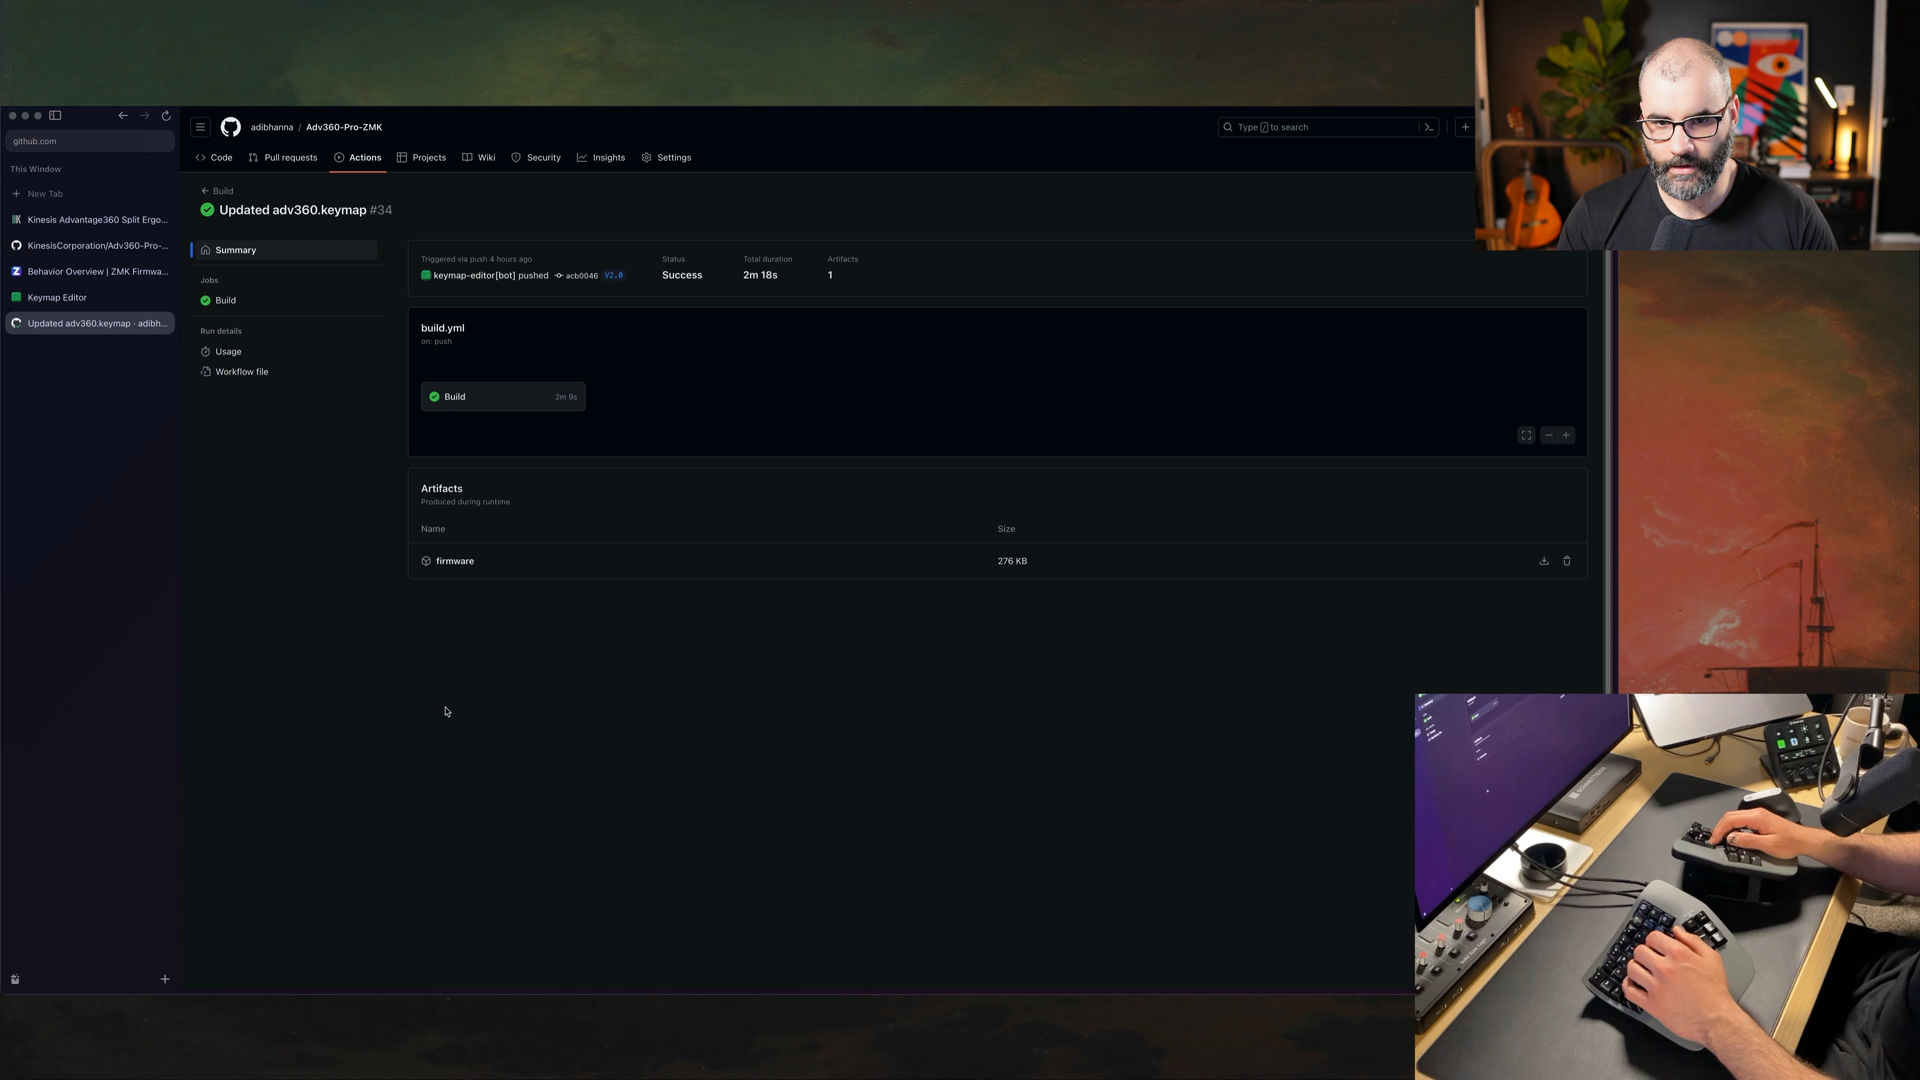 github.com
This Window
New Tab
Kinesis Advantage360 Split Ergo...
KinesisCorporation/Adv360-Pro-...
Behavior Overview | ZMK Firmwa...
Keymap Editor
Updated adv360.keymap · adibh...
adibhanna / Adv360-Pro-ZMK
Type / to search
Code
Pull requests
Actions
Projects
Wiki
Security
Insights
Settings
Build
Updated adv360.keymap #34
Summary
Jobs
Build
Run details
Usage
Workflow file
Triggered via push 4 hours ago
keymap-editor[bot] pushed acb0046 V2.0
Status
Success
Total duration
2m 18s
Artifacts
1
build.yml
on: push
Build 2m 9s
Artifacts
Produced during runtime
Name Size
firmware 276 KB